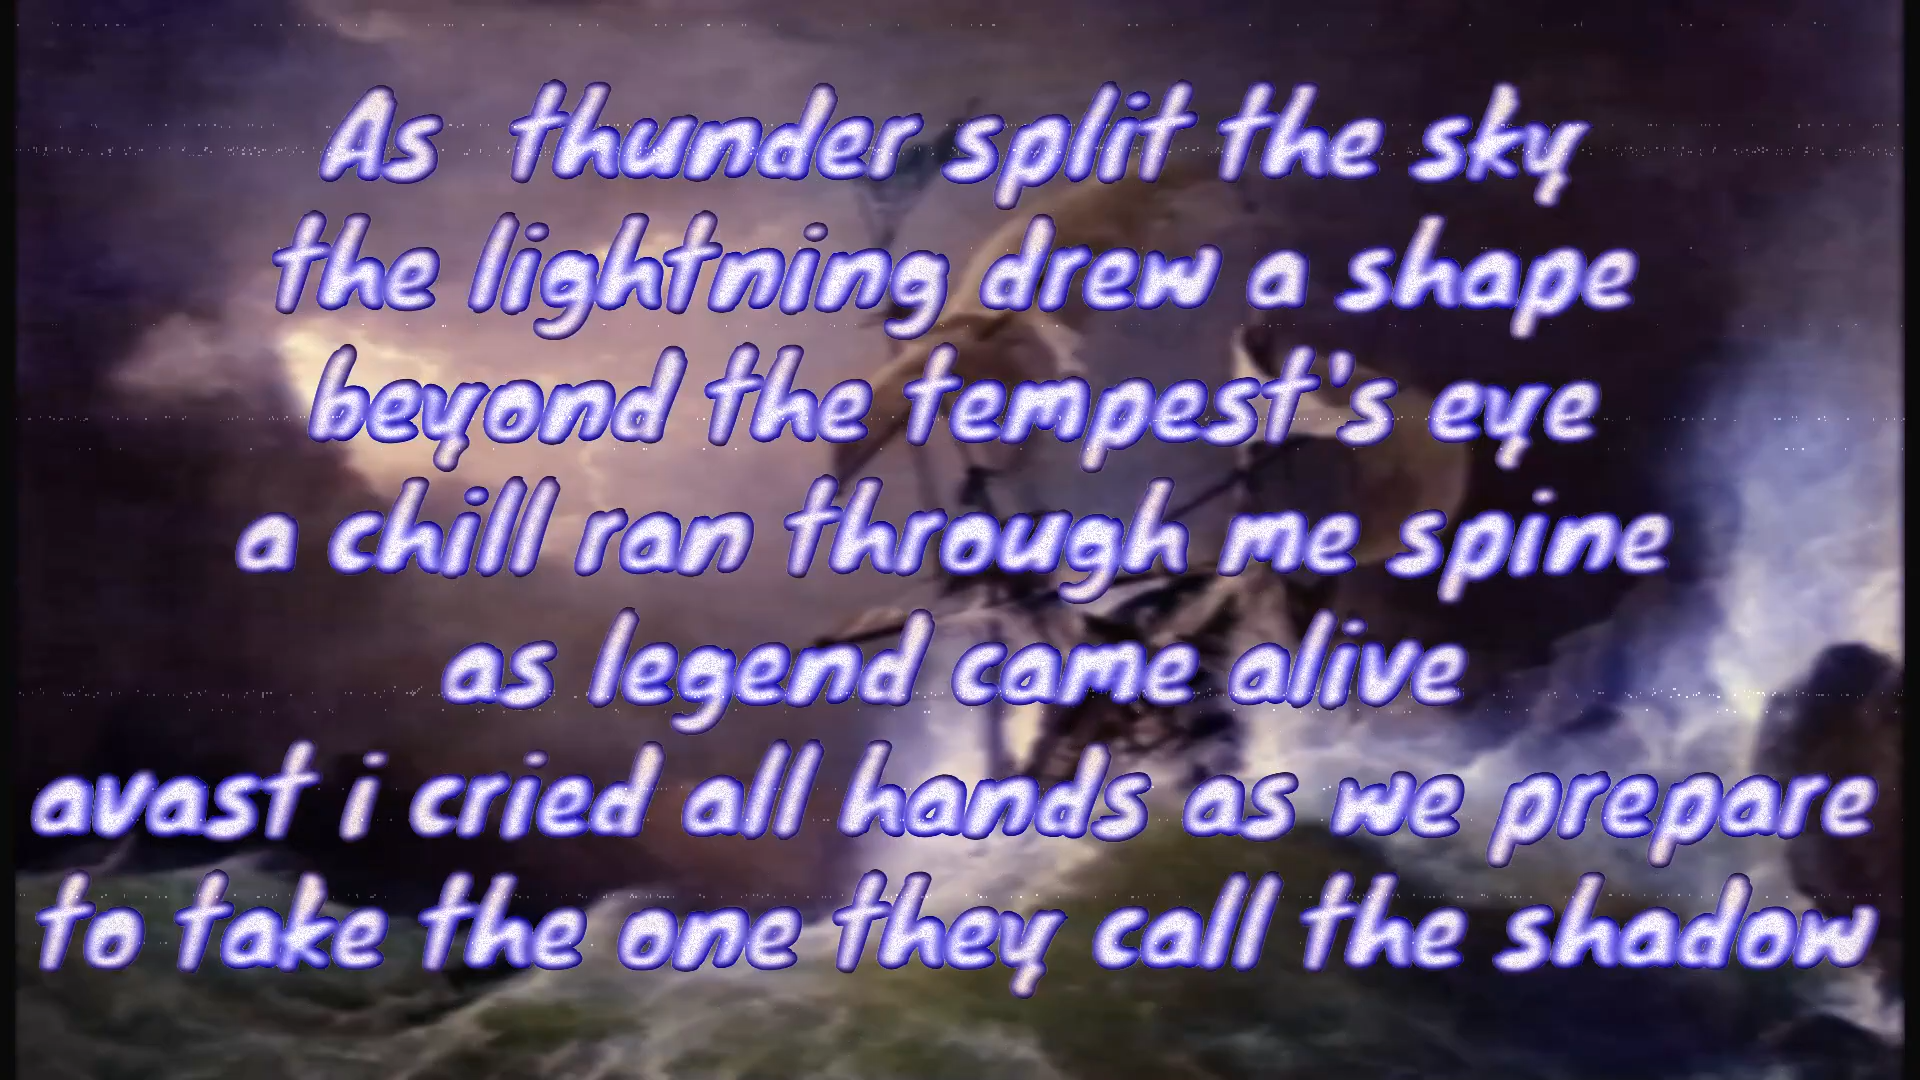 As thunder split the sky
the lightning drew a shape
beyond the tempest's eye
a chill ran through me spine
as legend came alive
avast i cried all hands as we prepare
to take the one they call the shadow